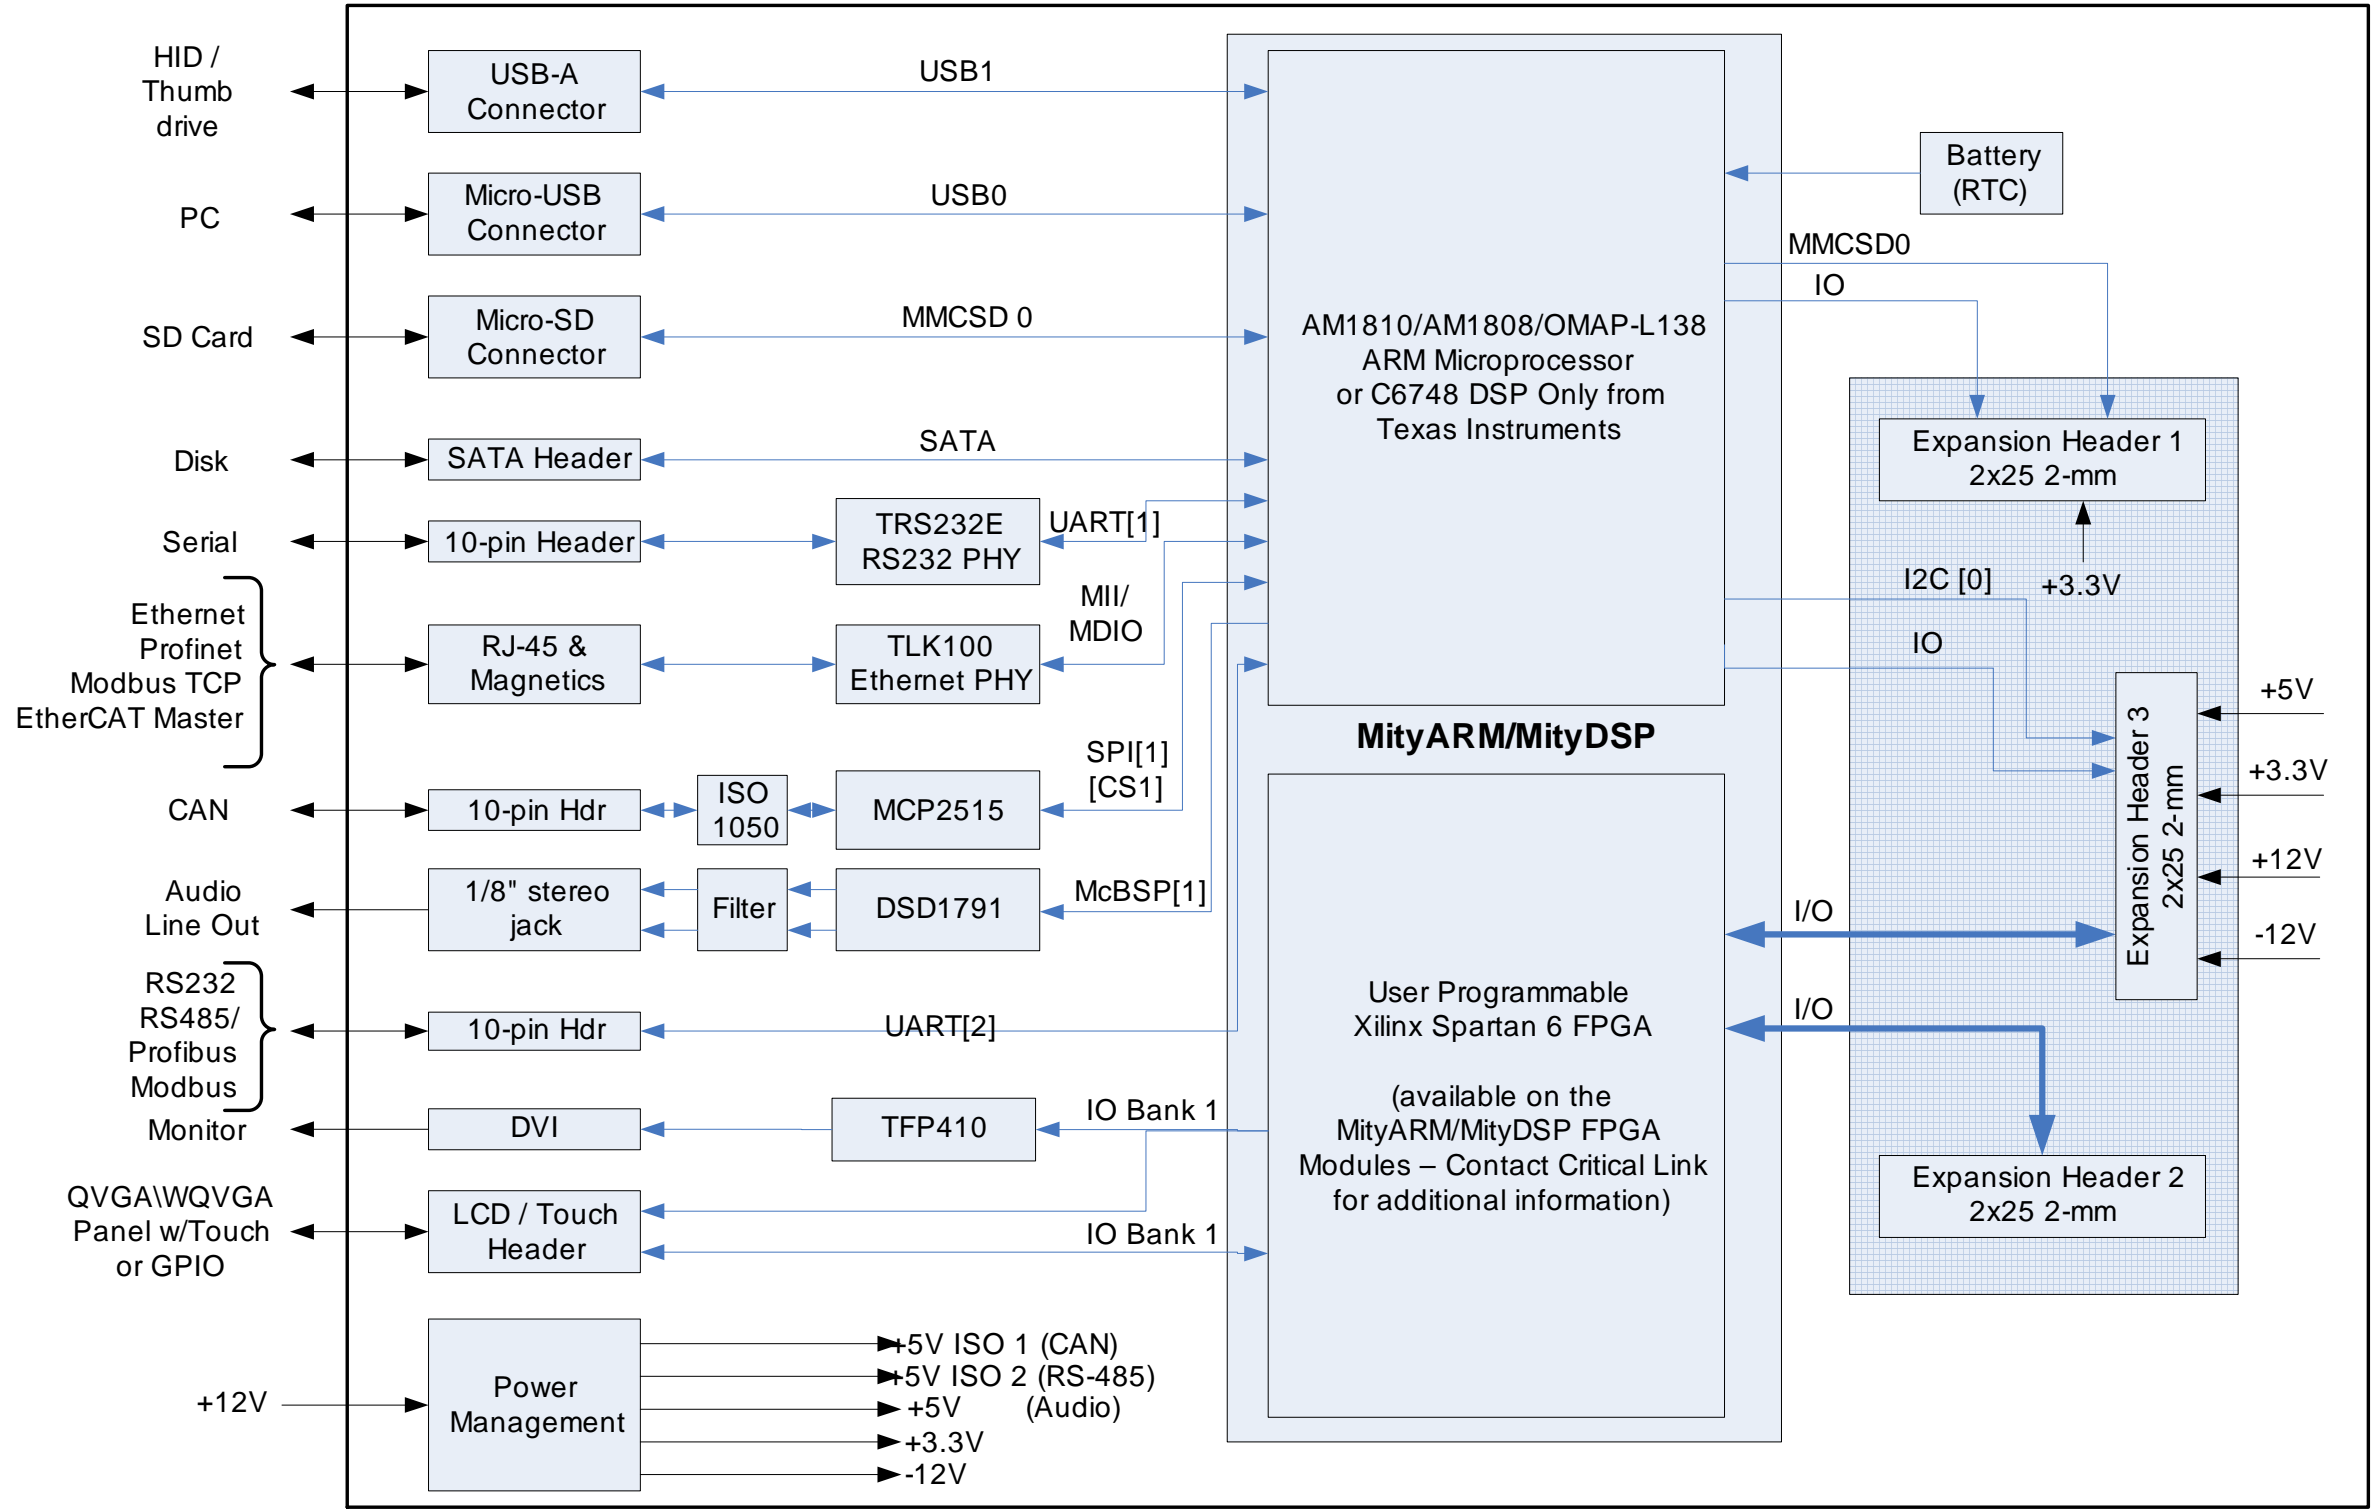 HID /
Thumb
drive
USB-A
Connector
USB1
PC
Micro-USB
Connector
USB0
SD Card
Micro-SD
Connector
MMCSD 0
Disk
SATA Header
SATA
Serial
10-pin Header
TRS232E
RS232 PHY
UART[1]
Ethernet
Profinet
Modbus TCP
EtherCAT Master
RJ-45 &
Magnetics
TLK100
Ethernet PHY
MII/
MDIO
CAN
10-pin Hdr
ISO
1050
MCP2515
SPI[1]
[CS1]
Audio
Line Out
1/8" stereo
jack
Filter
DSD1791
McBSP[1]
RS232
RS485/
Profibus
Modbus
10-pin Hdr
UART[2]
Monitor
DVI
TFP410
IO Bank 1
QVGA\WQVGA
Panel w/Touch
or GPIO
LCD / Touch
Header
IO Bank 1
+12V
Power
Management
+5V ISO 1 (CAN)
+5V ISO 2 (RS-485)
+5V (Audio)
+3.3V
-12V
AM1810/AM1808/OMAP-L138
ARM Microprocessor
or C6748 DSP Only from
Texas Instruments
MityARM/MityDSP
User Programmable
Xilinx Spartan 6 FPGA
(available on the
MityARM/MityDSP FPGA
Modules – Contact Critical Link
for additional information)
Battery
(RTC)
MMCSD0
IO
Expansion Header 1
2x25 2-mm
+3.3V
I2C [0]
IO
Expansion Header 3
2x25 2-mm
+5V
+3.3V
+12V
-12V
I/O
I/O
Expansion Header 2
2x25 2-mm